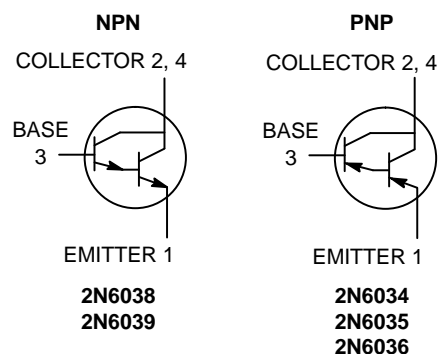 NPN
COLLECTOR 2, 4
BASE
3
EMITTER 1
2N6038
2N6039
PNP
COLLECTOR 2, 4
BASE
3
EMITTER 1
2N6034
2N6035
2N6036